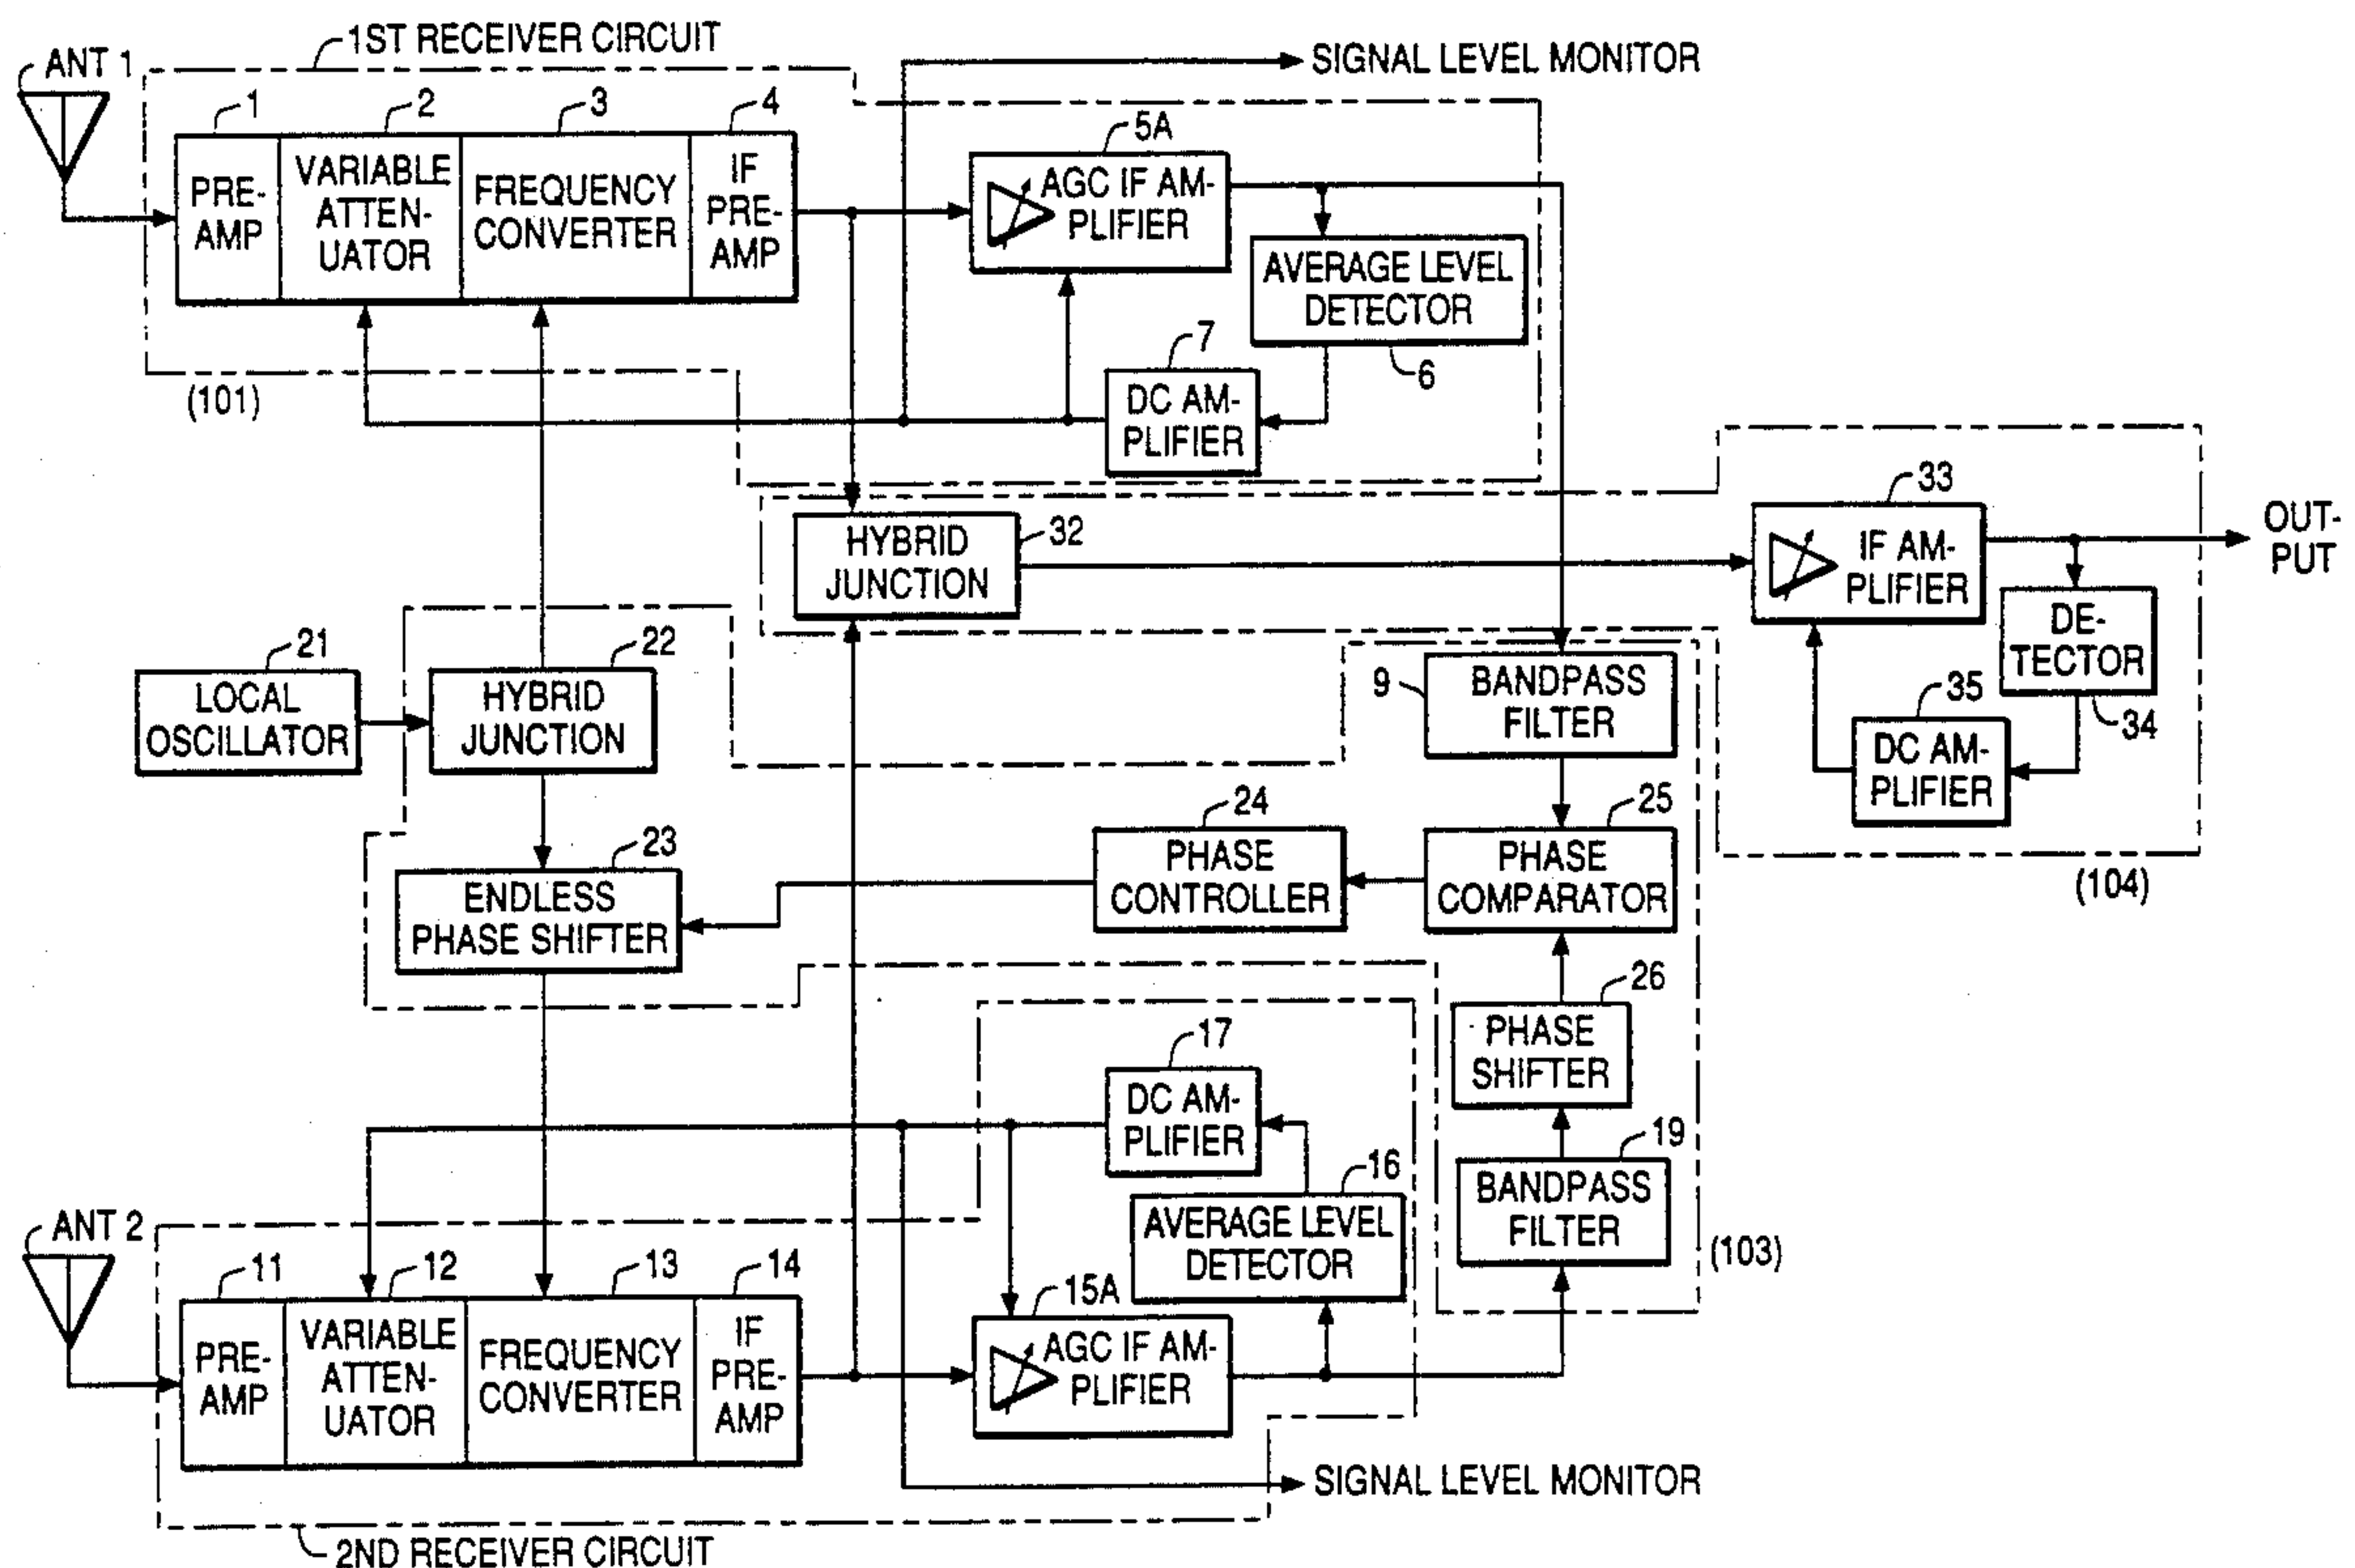 1ST RECEIVER CIRCUIT
SIGNAL LEVEL MONITOR
ANT 1
1
2
3
4
5A
PRE-
AMP
VARIABLE
ATTEN-
UATOR
FREQUENCY
CONVERTER
IF
PRE-
AMP
AGC IF AM-
PLIFIER
AVERAGE LEVEL
DETECTOR
6
7
DC AM-
PLIFIER
(101)
HYBRID
JUNCTION
32
33
IF AM-
PLIFIER
OUT-
PUT
DE-
TECTOR
34
35
DC AM-
PLIFIER
(104)
21
LOCAL
OSCILLATOR
22
HYBRID
JUNCTION
9
BANDPASS
FILTER
23
ENDLESS
PHASE SHIFTER
24
PHASE
CONTROLLER
25
PHASE
COMPARATOR
26
PHASE
SHIFTER
17
DC AM-
PLIFIER
19
BANDPASS
FILTER
16
AVERAGE LEVEL
DETECTOR
(103)
ANT 2
11
12
13
14
15A
PRE-
AMP
VARIABLE
ATTEN-
UATOR
FREQUENCY
CONVERTER
IF
PRE-
AMP
AGC IF AM-
PLIFIER
SIGNAL LEVEL MONITOR
2ND RECEIVER CIRCUIT